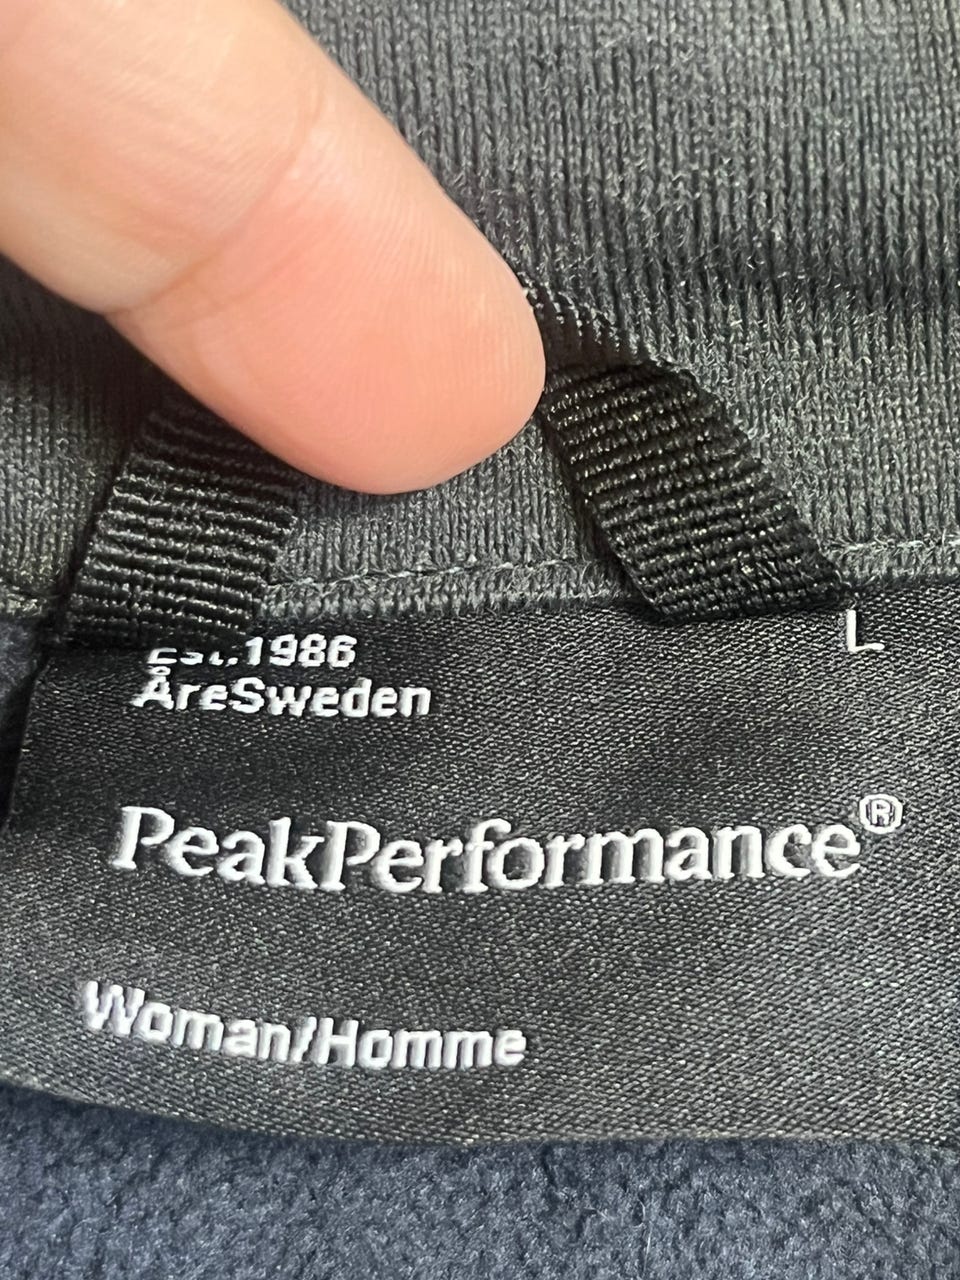 Est.1986
L
ÅreSweden
PeakPerformance®
Woman/Homme